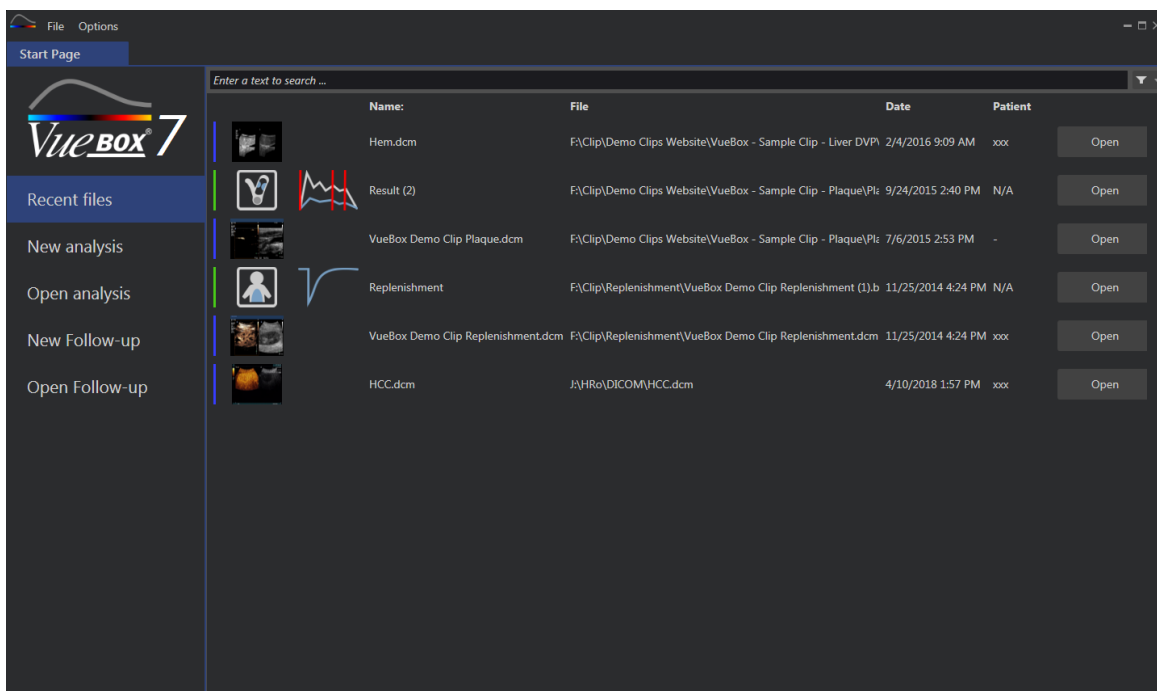 File Options
Start Page
Enter a text to search ...
VueBOX® 7
Name: File Date Patient
Hem.dcm F:\Clip\Demo Clips Website\VueBox - Sample Clip - Liver DVP\ 2/4/2016 9:09 AM xxx Open
Recent files
Result (2) F:\Clip\Demo Clips Website\VueBox - Sample Clip - Plaque\Pla 9/24/2015 2:40 PM N/A Open
New analysis
VueBox Demo Clip Plaque.dcm F:\Clip\Demo Clips Website\VueBox - Sample Clip - Plaque\Pla 7/6/2015 2:53 PM - Open
Open analysis
Replenishment F:\Clip\Replenishment\VueBox Demo Clip Replenishment (1).b 11/25/2014 4:24 PM N/A Open
New Follow-up
VueBox Demo Clip Replenishment.dcm F:\Clip\Replenishment\VueBox Demo Clip Replenishment.dcm 11/25/2014 4:24 PM xxx Open
Open Follow-up
HCC.dcm J:\HRo\DICOM\HCC.dcm 4/10/2018 1:57 PM xxx Open